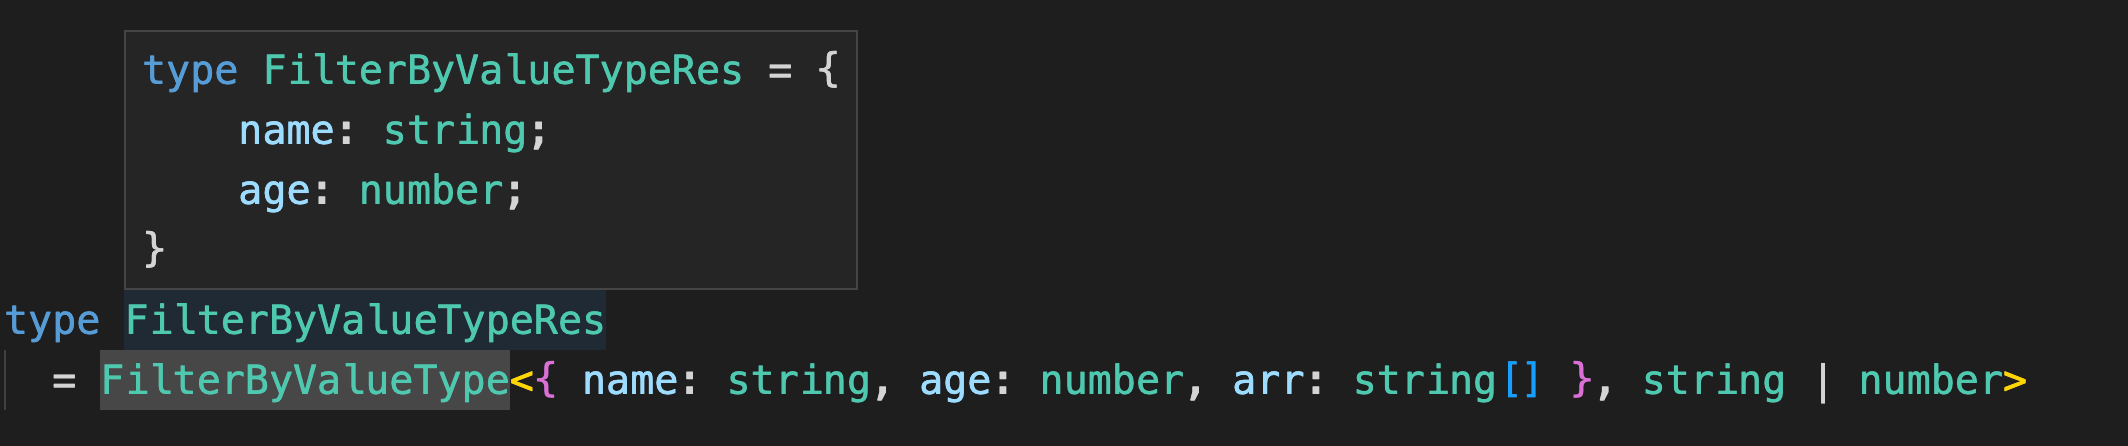 type FilterByValueTypeRes = {
    name: string;
    age: number;
}
type FilterByValueTypeRes
  = FilterByValueType<{ name: string, age: number, arr: string[] }, string | number>